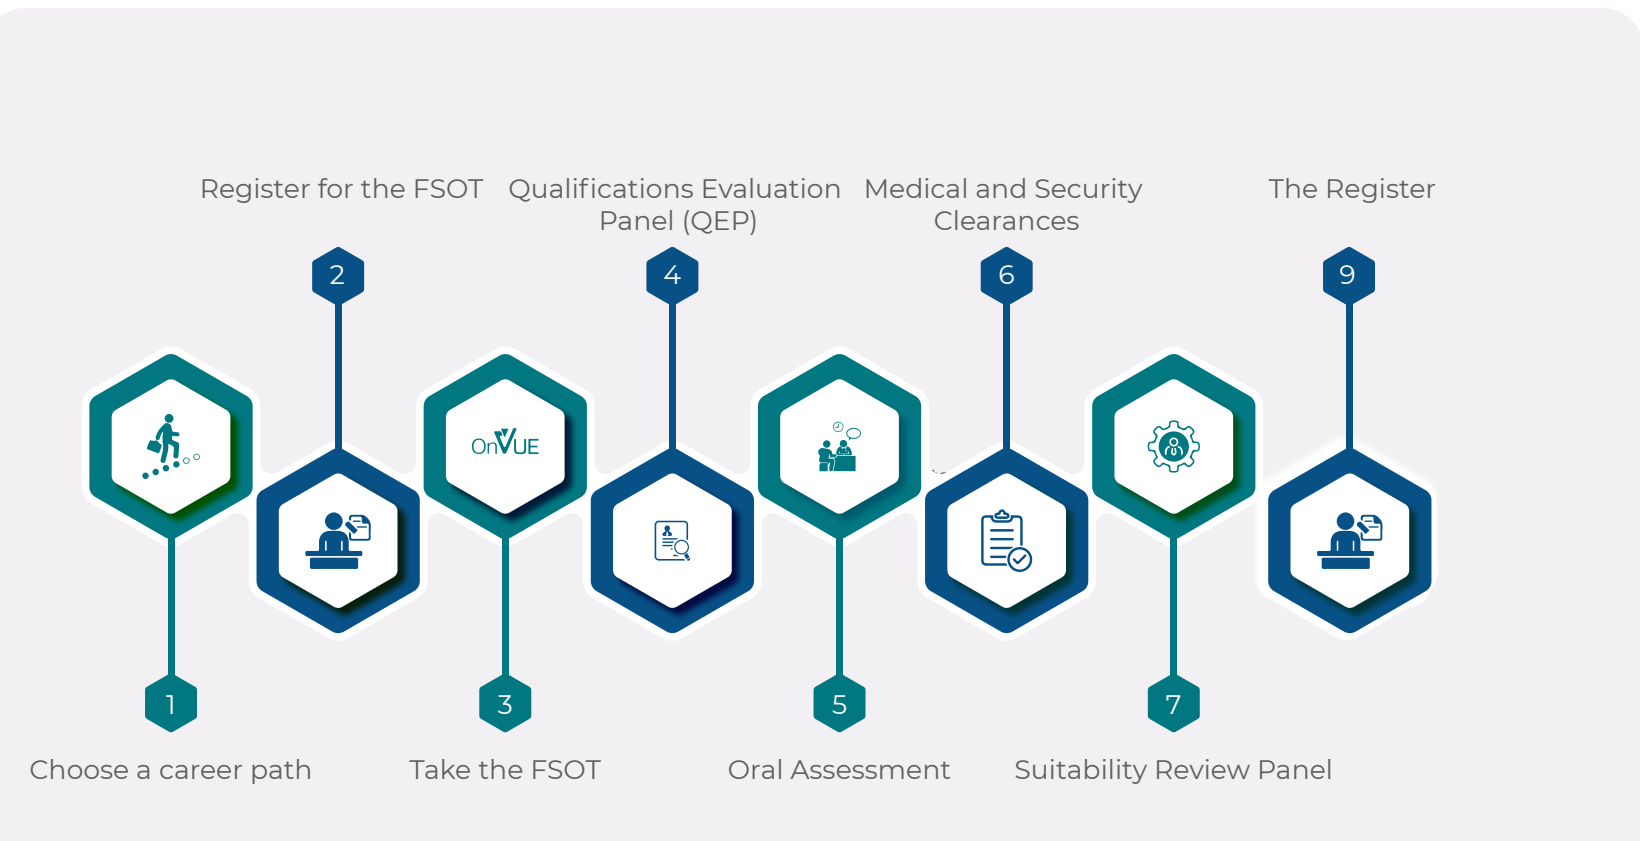 Register for the FSOT
Qualifications Evaluation
Panel (QEP)
Medical and Security
Clearances
The Register
2
4
6
9
OnVUE
1
3
5
7
Choose a career path
Take the FSOT
Oral Assessment
Suitability Review Panel